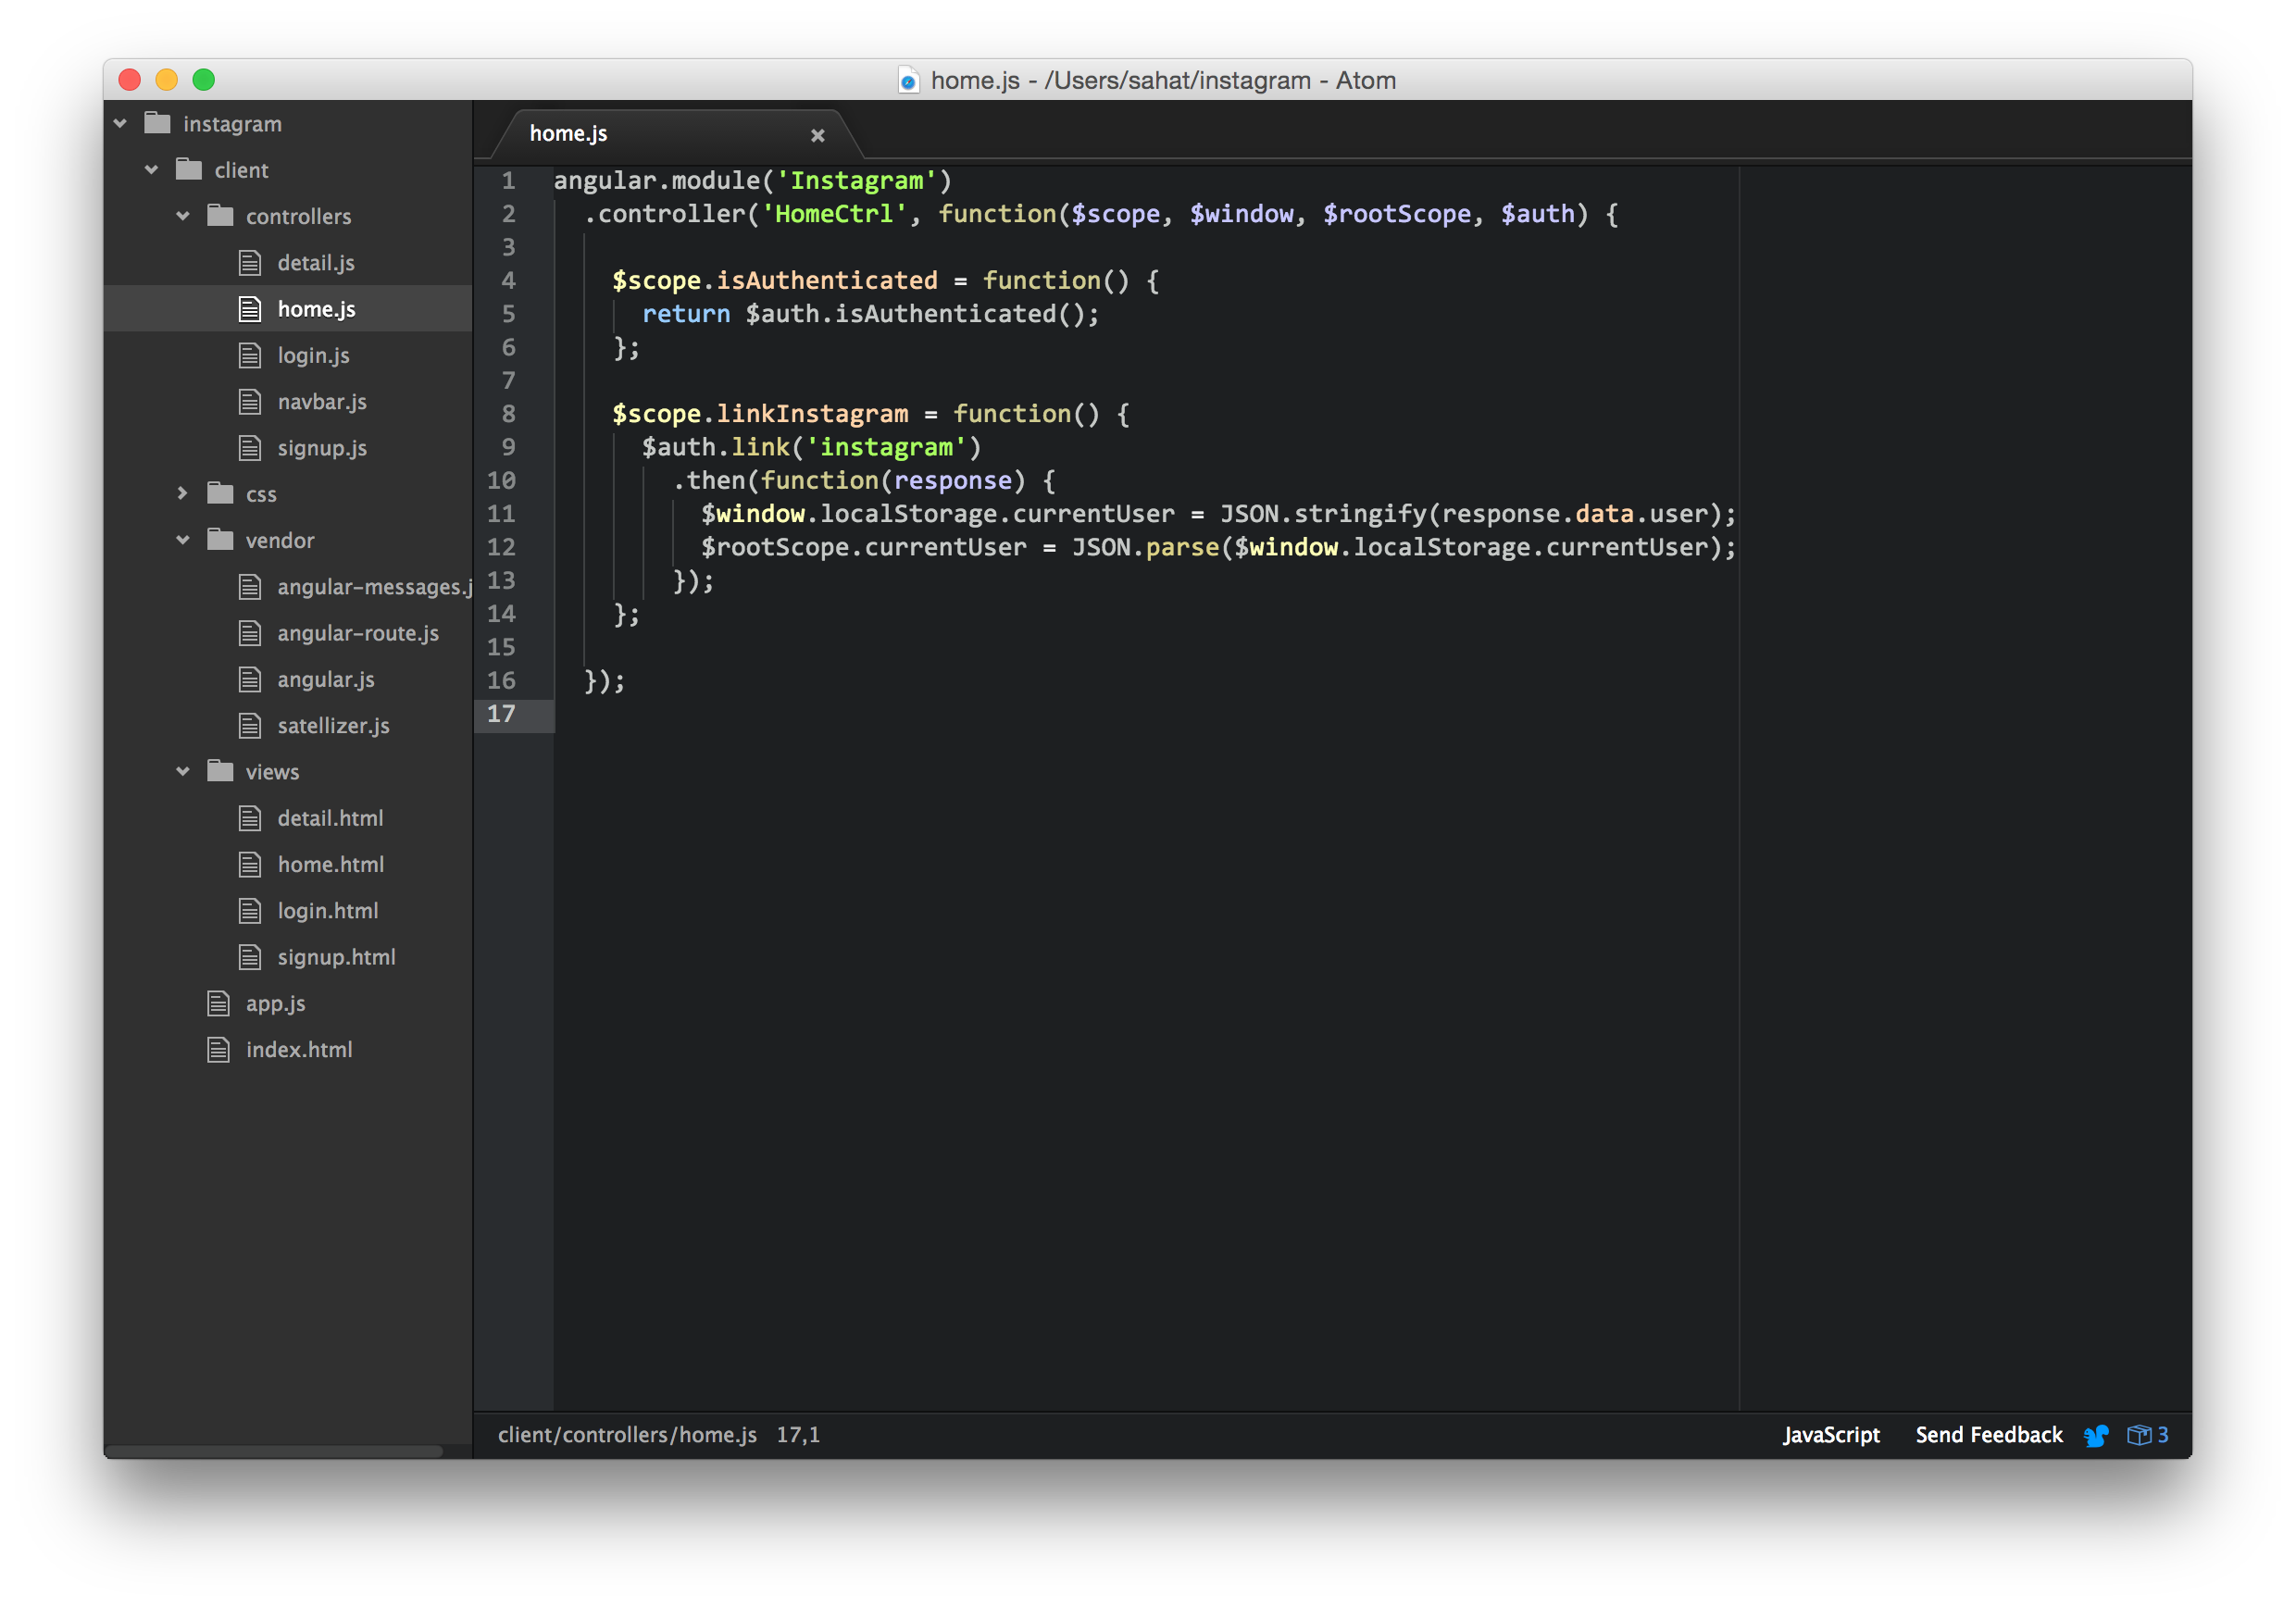 home.js - /Users/sahat/instagram - Atom
instagram
client
controllers
detail.js
home.js
login.js
navbar.js
signup.js
css
vendor
angular-messages.j
angular-route.js
angular.js
satellizer.js
views
detail.html
home.html
login.html
signup.html
app.js
index.html
home.js
1 angular.module('Instagram')
2   .controller('HomeCtrl', function($scope, $window, $rootScope, $auth) {
3
4     $scope.isAuthenticated = function() {
5       return $auth.isAuthenticated();
6     };
7
8     $scope.linkInstagram = function() {
9       $auth.link('instagram')
10         .then(function(response) {
11           $window.localStorage.currentUser = JSON.stringify(response.data.user);
12           $rootScope.currentUser = JSON.parse($window.localStorage.currentUser);
13         });
14     };
15
16   });
17
client/controllers/home.js 17,1
JavaScript Send Feedback 3